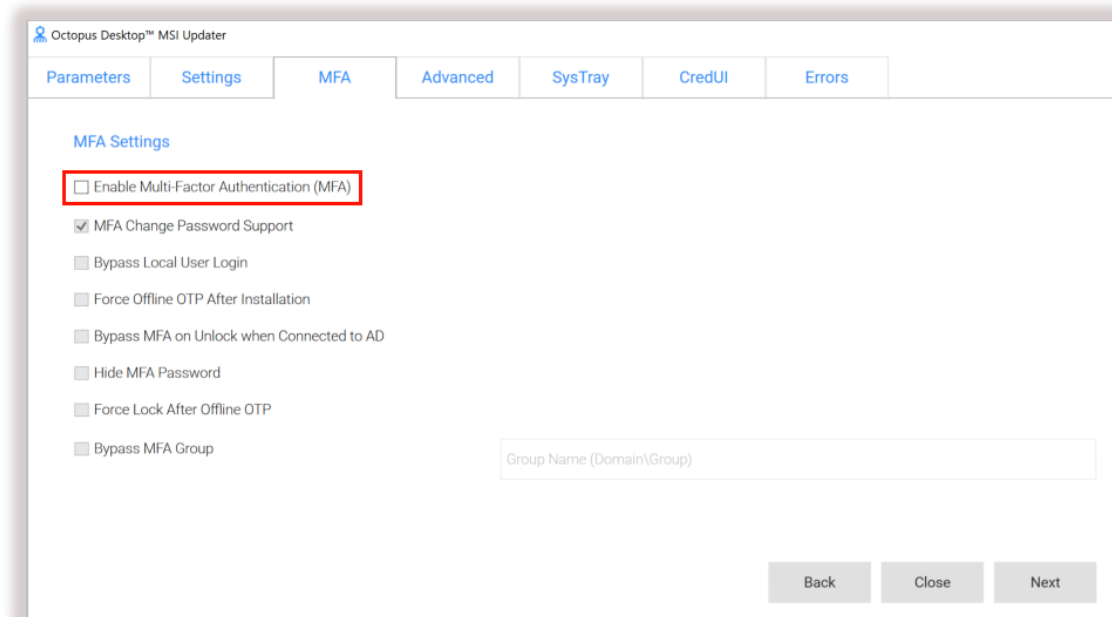 Octopus Desktop™ MSI Updater
Parameters Settings MFA Advanced SysTray CredUI Errors
MFA Settings
Enable Multi-Factor Authentication (MFA)
MFA Change Password Support
Bypass Local User Login
Force Offline OTP After Installation
Bypass MFA on Unlock when Connected to AD
Hide MFA Password
Force Lock After Offline OTP
Bypass MFA Group
Group Name (Domain\Group)
Back Close Next